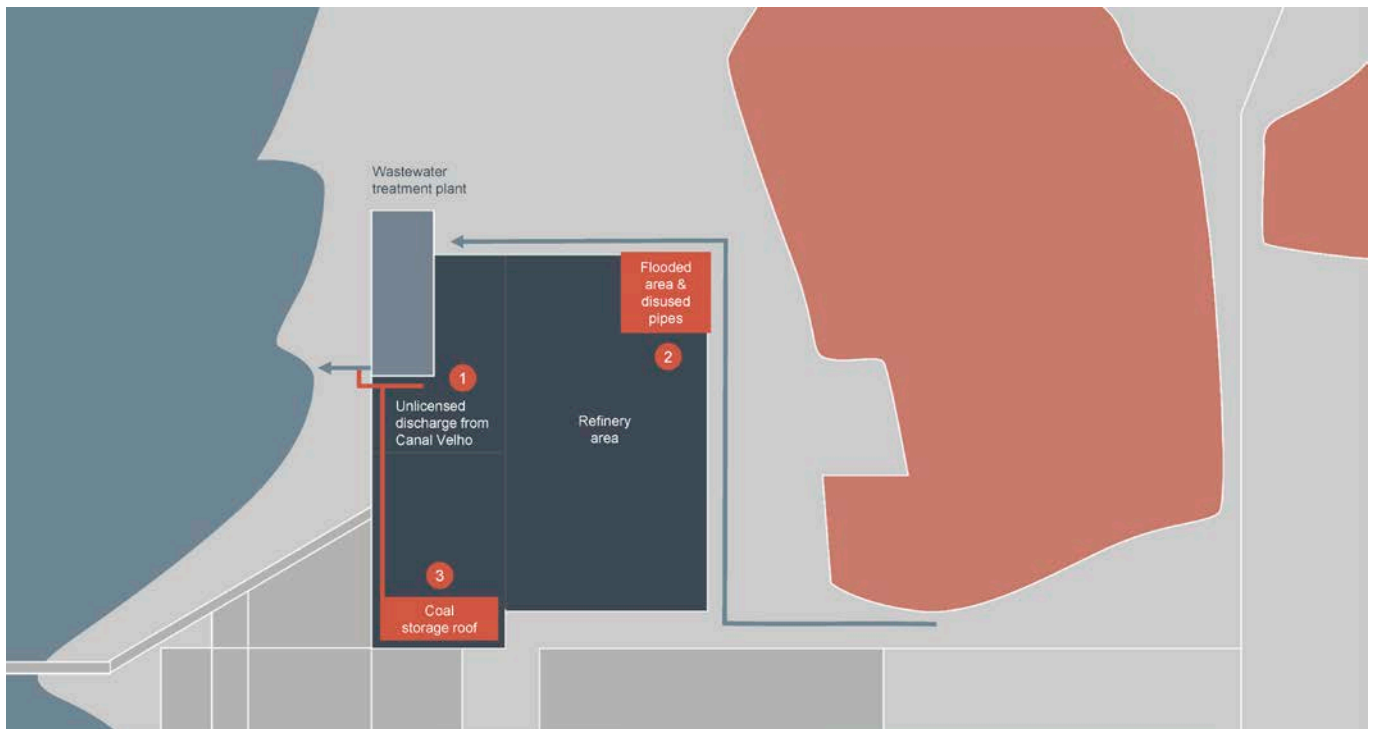 Wastewater
treatment plant
Flooded
area &
disused
pipes
2
1
Unlicensed
discharge from
Canal Velho
Refinery
area
3
Coal
storage roof